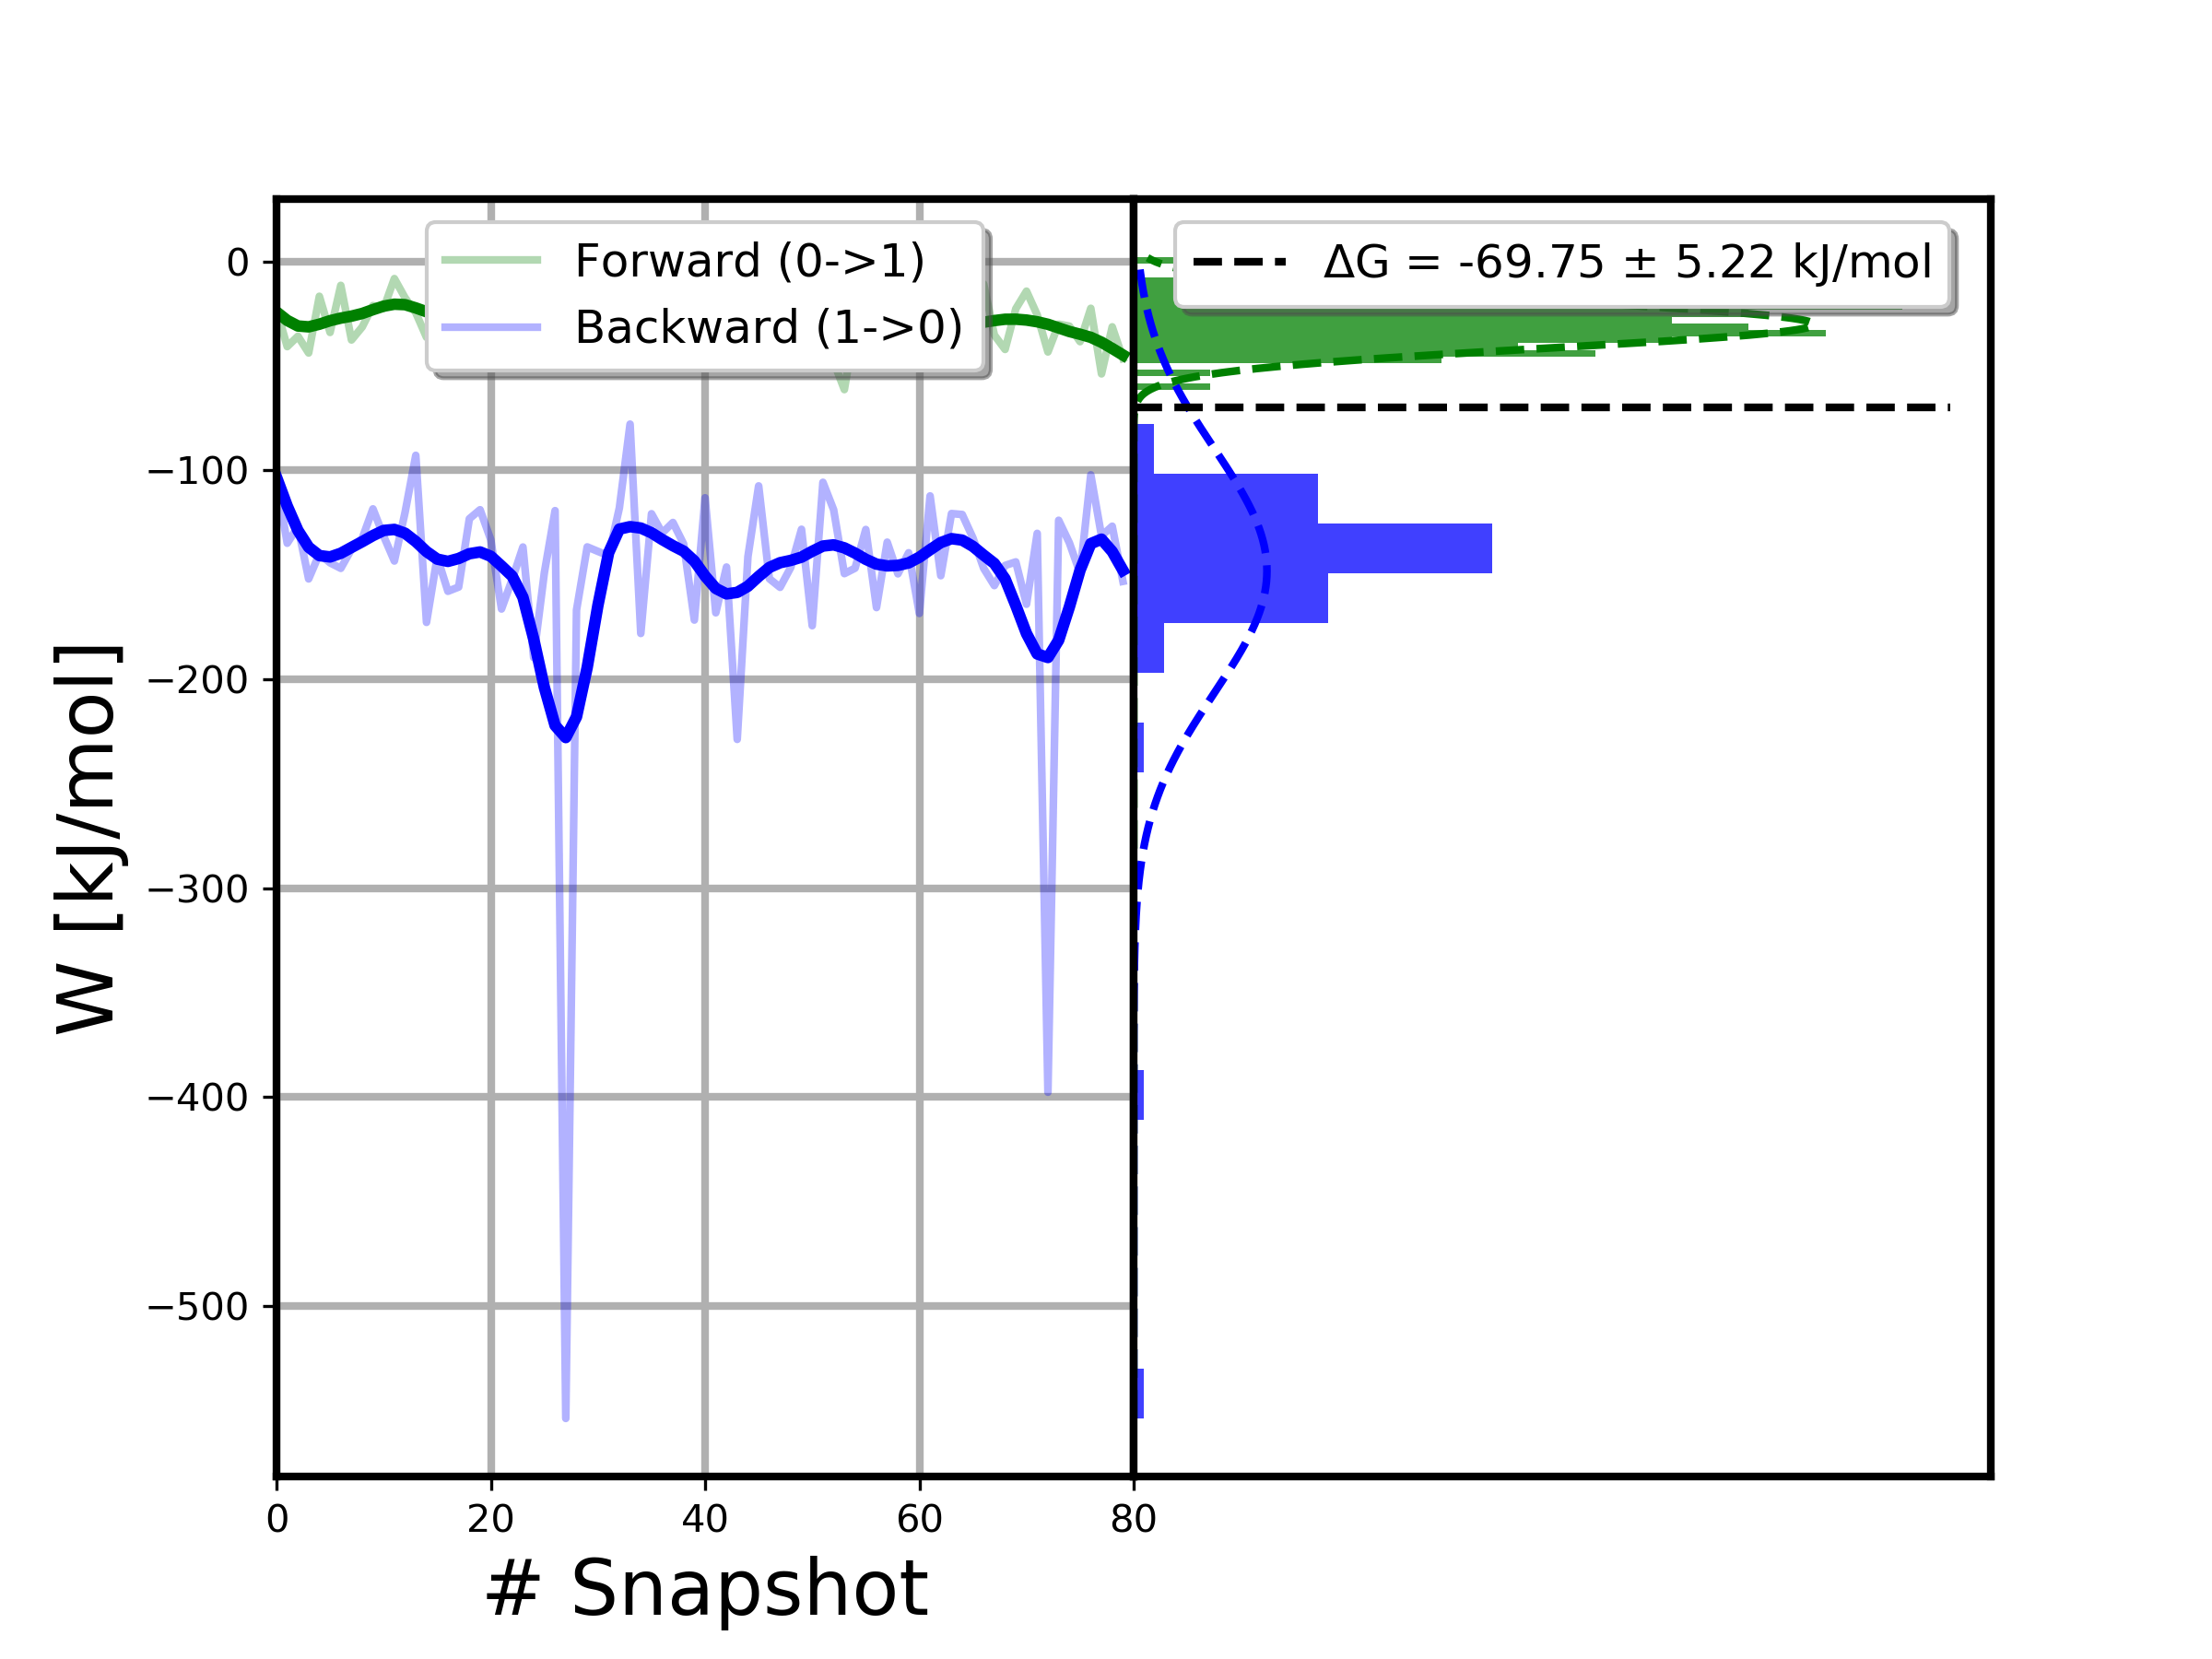 Forward (0->1)
Backward (1->0)
ΔG = -69.75 ± 5.22 kJ/mol
W [kJ/mol]
0
−100
−200
−300
−400
−500
0 20 40 60 80
# Snapshot